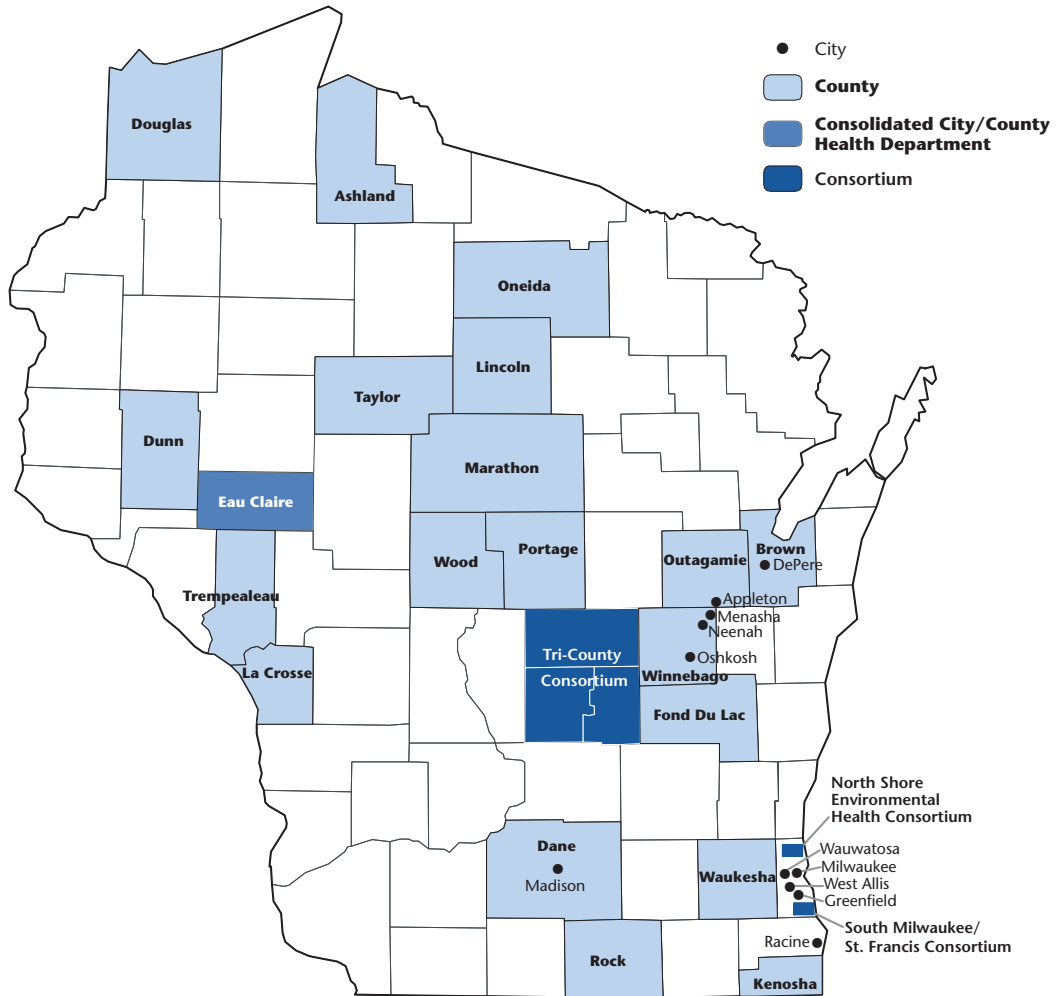 City
County
Consolidated City/County
Health Department
Consortium
Douglas
Ashland
Oneida
Lincoln
Taylor
Dunn
Marathon
Eau Claire
Wood
Portage
Outagamie
Brown
DePere
Trempealeau
Appleton
Menasha
Neenah
Oshkosh
Winnebago
Tri-County
Consortium
La Crosse
Fond Du Lac
North Shore
Environmental
Health Consortium
Dane
Madison
Waukesha
Wauwatosa
Milwaukee
West Allis
Greenfield
South Milwaukee/
St. Francis Consortium
Racine
Rock
Kenosha